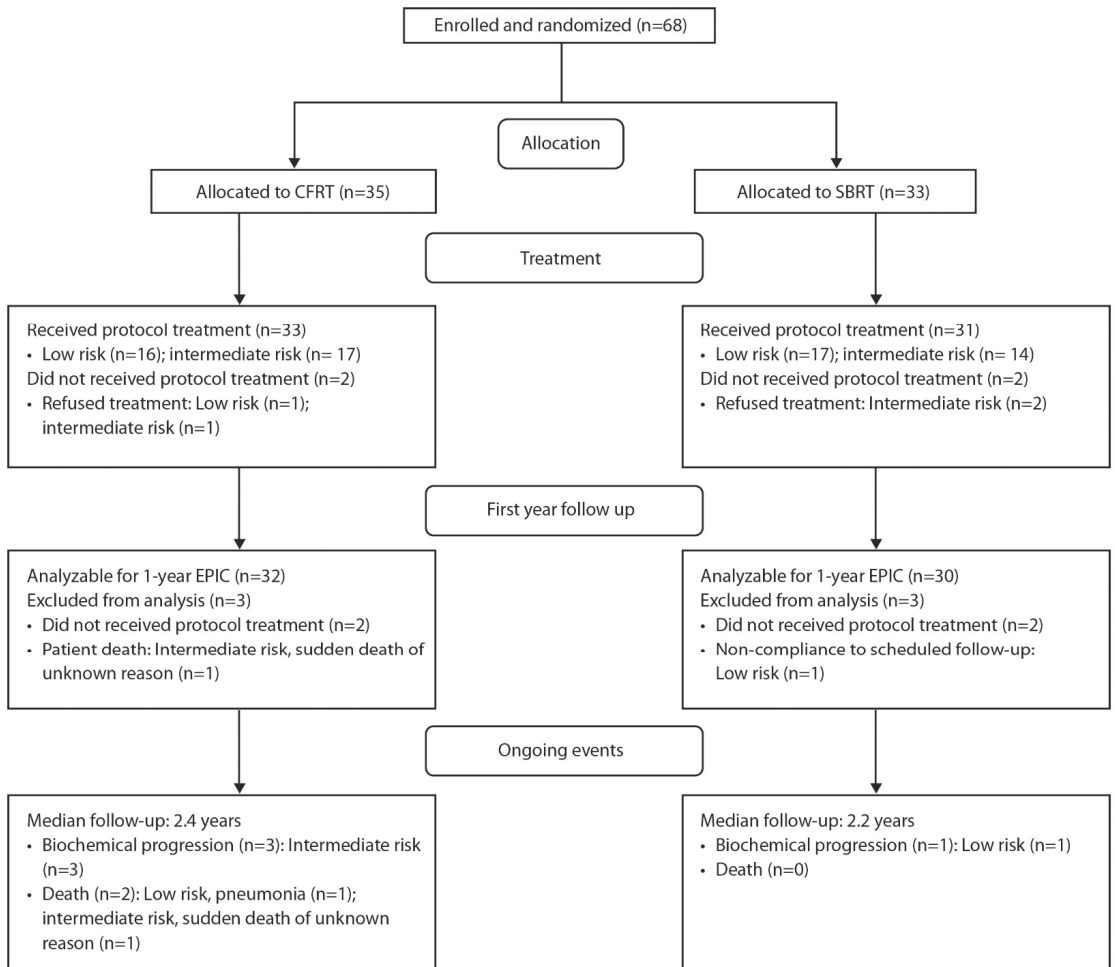 Enrolled and randomized (n=68)
Allocation
Allocated to CFRT (n=35)
Allocated to SBRT (n=33)
Treatment
Received protocol treatment (n=33)
• Low risk (n=16); intermediate risk (n= 17)
Did not received protocol treatment (n=2)
• Refused treatment: Low risk (n=1);
intermediate risk (n=1)
Received protocol treatment (n=31)
• Low risk (n=17); intermediate risk (n= 14)
Did not received protocol treatment (n=2)
• Refused treatment: Intermediate risk (n=2)
First year follow up
Analyzable for 1-year EPIC (n=32)
Excluded from analysis (n=3)
• Did not received protocol treatment (n=2)
• Patient death: Intermediate risk, sudden death of
unknown reason (n=1)
Analyzable for 1-year EPIC (n=30)
Excluded from analysis (n=3)
• Did not received protocol treatment (n=2)
• Non-compliance to scheduled follow-up:
Low risk (n=1)
Ongoing events
Median follow-up: 2.4 years
• Biochemical progression (n=3): Intermediate risk
(n=3)
• Death (n=2): Low risk, pneumonia (n=1);
intermediate risk, sudden death of unknown
reason (n=1)
Median follow-up: 2.2 years
• Biochemical progression (n=1): Low risk (n=1)
• Death (n=0)